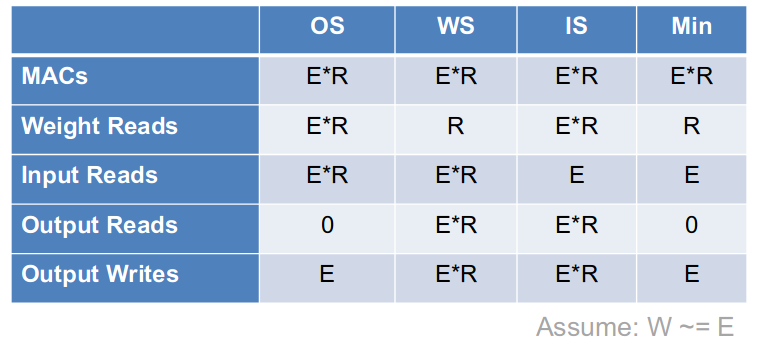 OS WS IS Min
MACs E*R E*R E*R E*R
Weight Reads E*R R E*R R
Input Reads E*R E*R E E
Output Reads 0 E*R E*R 0
Output Writes E E*R E*R E
Assume: W ~= E